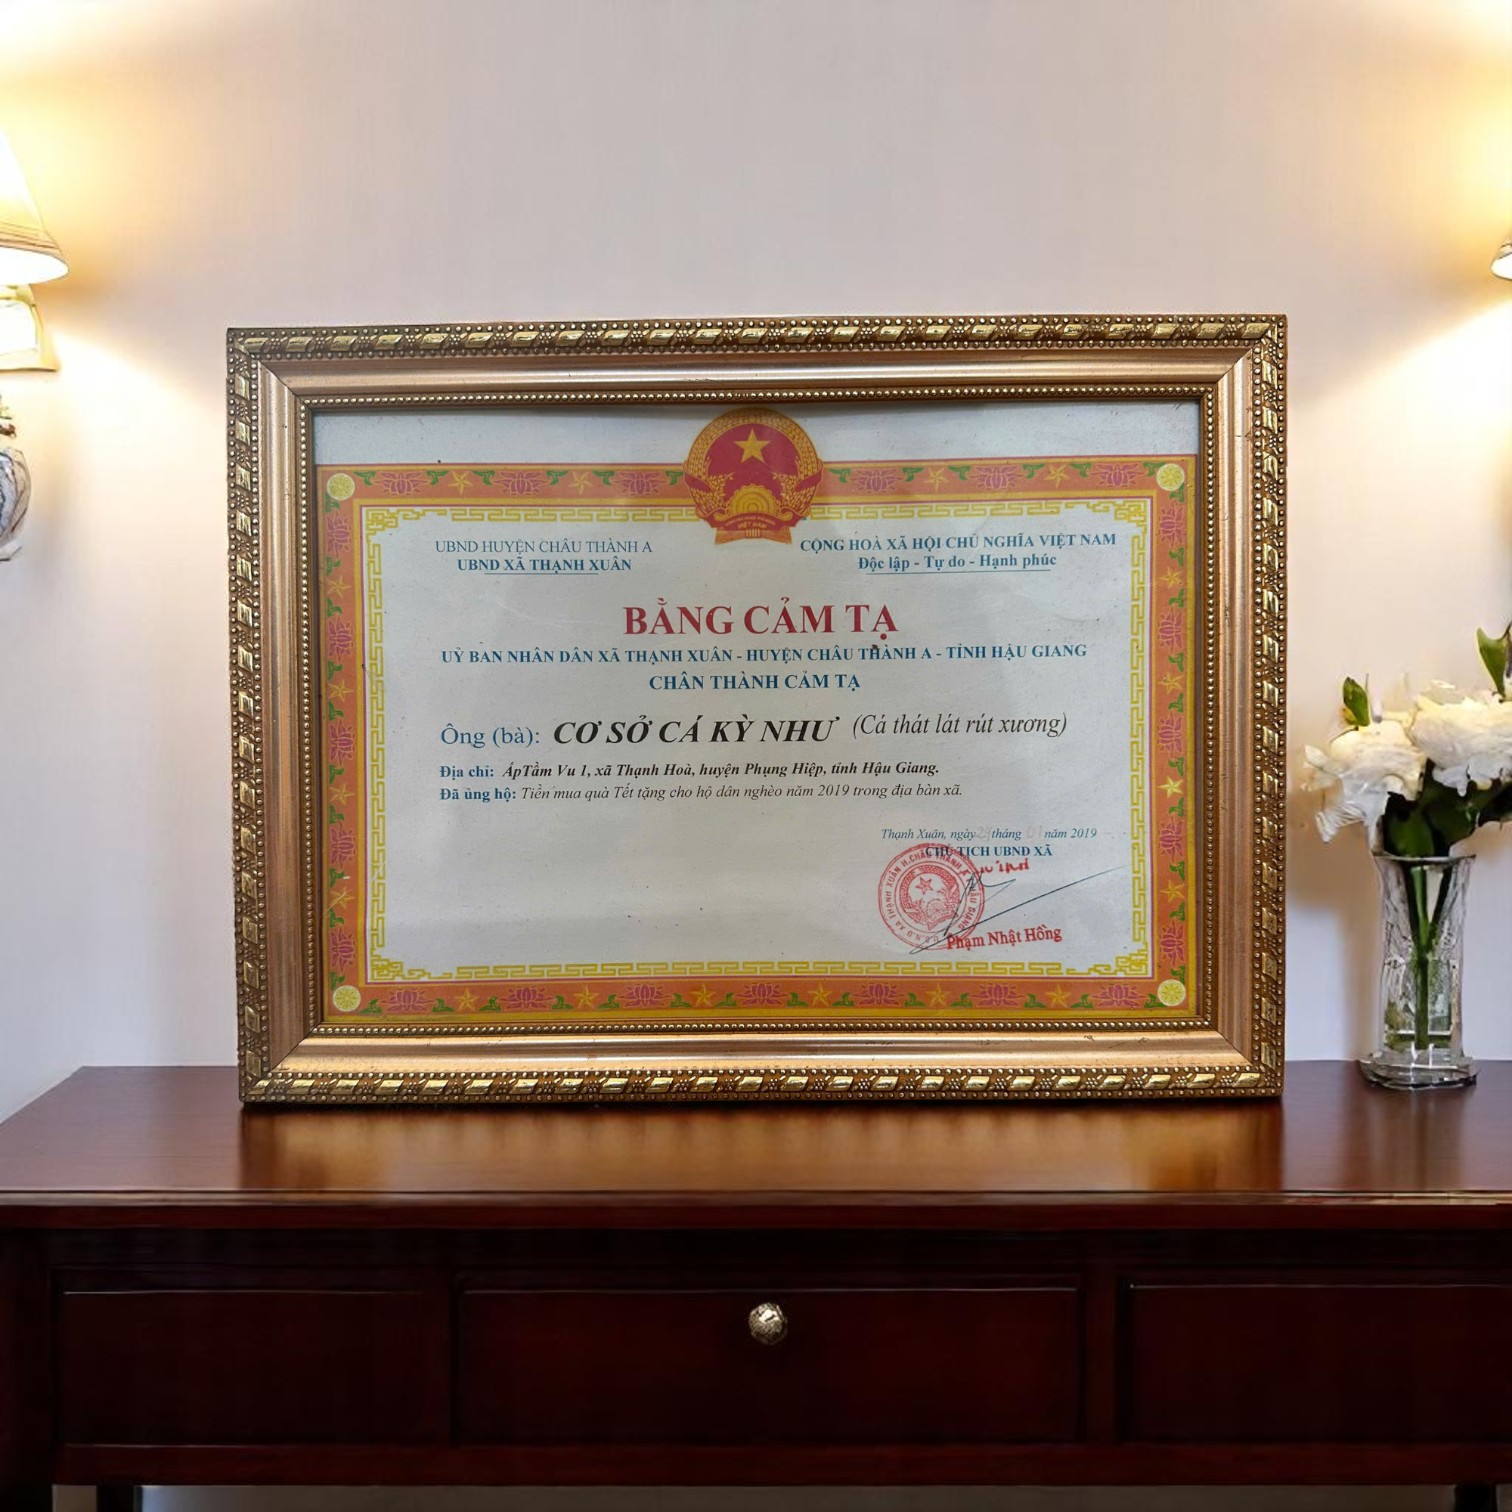 VIỆT NAM
UBND HUYỆN CHÂU THÀNH A
UBND XÃ THẠNH XUÂN
CỘNG HOÀ XÃ HỘI CHỦ NGHĨA VIỆT NAM
Độc lập - Tự do - Hạnh phúc
BẰNG CẢM TẠ
UỶ BAN NHÂN DÂN XÃ THẠNH XUÂN - HUYỆN CHÂU THÀNH A - TỈNH HẬU GIANG
CHÂN THÀNH CẢM TẠ
Ông (bà): CƠ SỞ CÁ KỲ NHƯ (Cá thát lát rút xương)
Địa chỉ: ẤpTầm Vu 1, xã Thạnh Hoà, huyện Phụng Hiệp, tỉnh Hậu Giang.
Đã ủng hộ: Tiền mua quà Tết tặng cho hộ dân nghèo năm 2019 trong địa bàn xã.
Thạnh Xuân, ngày tháng 01 năm 2019
CHỦ TỊCH UBND XÃ
Phạm Nhật Hồng